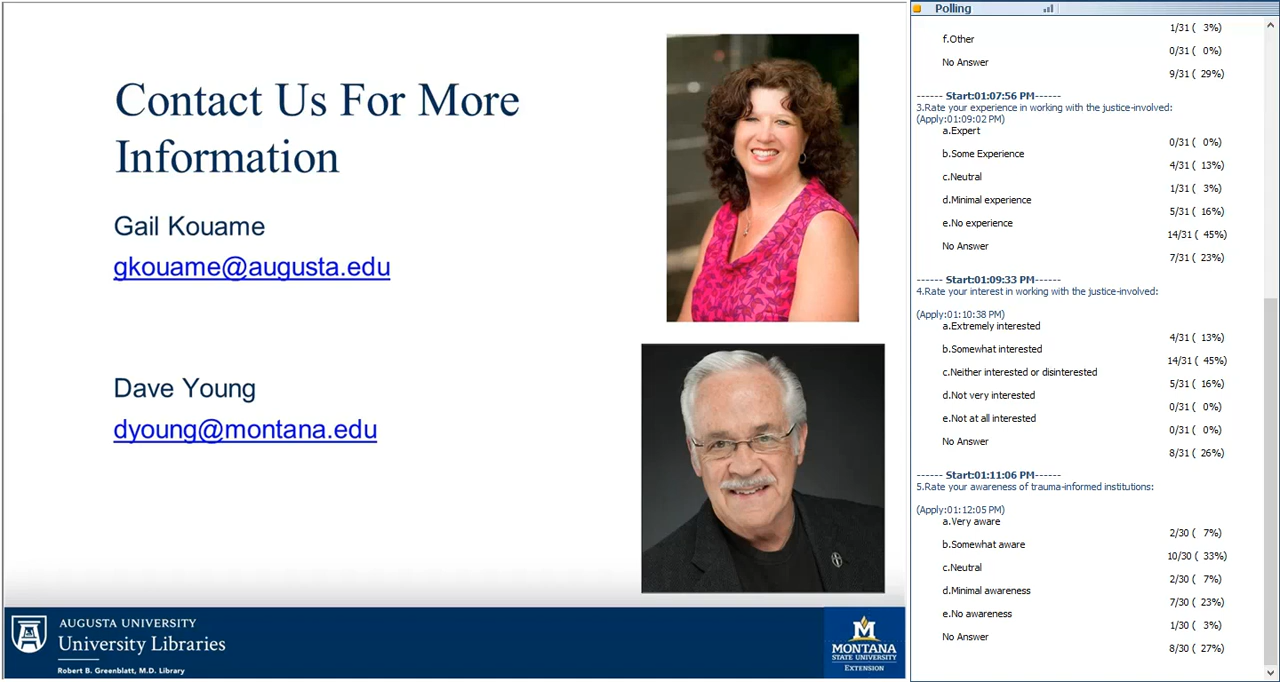 Contact Us For More
Information
Gail Kouame
gkouame@augusta.edu
Dave Young
dyoung@montana.edu
AUGUSTA UNIVERSITY
University Libraries
Robert B. Greenblatt, M.D. Library
M
MONTANA
STATE UNIVERSITY
EXTENSION
Polling
1/31 ( 3%)
f.Other
0/31 ( 0%)
No Answer
9/31 ( 29%)
------ Start:01:07:56 PM------
3.Rate your experience in working with the justice-involved:
(Apply:01:09:02 PM)
a.Expert
0/31 ( 0%)
b.Some Experience
4/31 ( 13%)
c.Neutral
1/31 ( 3%)
d.Minimal experience
5/31 ( 16%)
e.No experience
14/31 ( 45%)
No Answer
7/31 ( 23%)
------ Start:01:09:33 PM------
4.Rate your interest in working with the justice-involved:
(Apply:01:10:38 PM)
a.Extremely interested
4/31 ( 13%)
b.Somewhat interested
14/31 ( 45%)
c.Neither interested or disinterested
5/31 ( 16%)
d.Not very interested
0/31 ( 0%)
e.Not at all interested
0/31 ( 0%)
No Answer
8/31 ( 26%)
------ Start:01:11:06 PM------
5.Rate your awareness of trauma-informed institutions:
(Apply:01:12:05 PM)
a.Very aware
2/30 ( 7%)
b.Somewhat aware
10/30 ( 33%)
c.Neutral
2/30 ( 7%)
d.Minimal awareness
7/30 ( 23%)
e.No awareness
1/30 ( 3%)
No Answer
8/30 ( 27%)